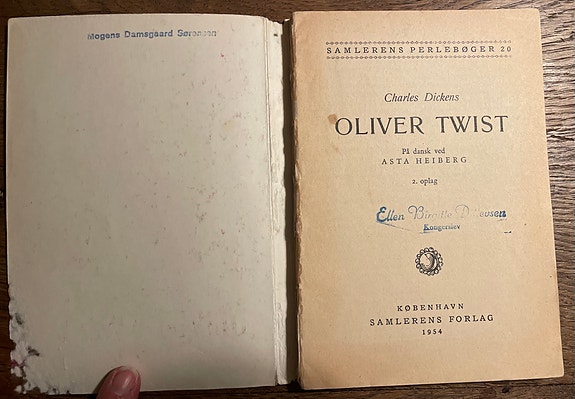 Mogens Damsgaard Sørensen
SAMLERENS PERLEBØGER 20
Charles Dickens
OLIVER TWIST
På dansk ved
ASTA HEIBERG
2. oplag
Ellen Birgitte
Kongerslev
KØBENHAVN
SAMLERENS FORLAG
1954